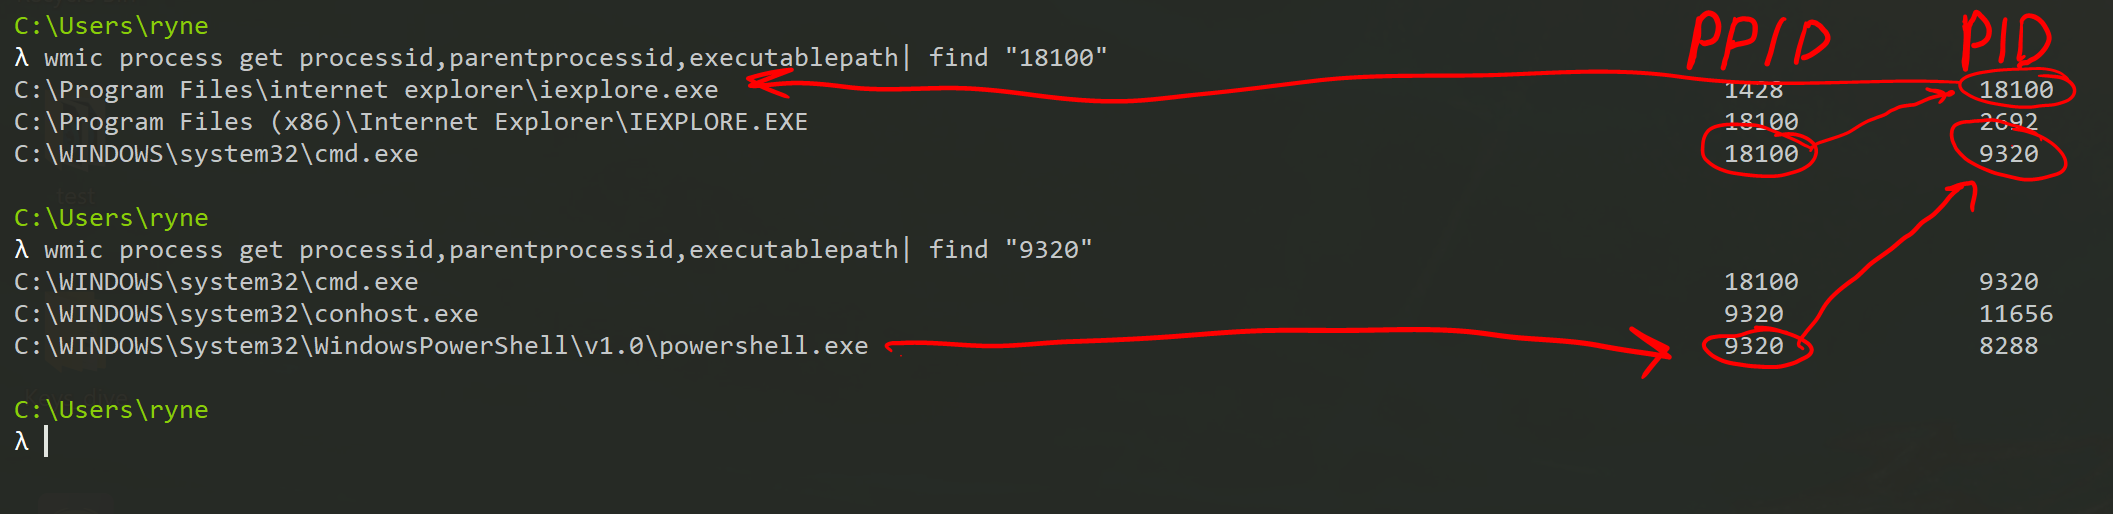 C:\Users\ryne PPID PID
λ wmic process get processid,parentprocessid,executablepath| find "18100"
C:\Program Files\internet explorer\iexplore.exe 1428 18100
C:\Program Files (x86)\Internet Explorer\IEXPLORE.EXE 18100 2692
C:\WINDOWS\system32\cmd.exe 18100 9320
test
C:\Users\ryne
λ wmic process get processid,parentprocessid,executablepath| find "9320"
C:\WINDOWS\system32\cmd.exe 18100 9320
C:\WINDOWS\system32\conhost.exe 9320 11656
C:\WINDOWS\System32\WindowsPowerShell\v1.0\powershell.exe 9320 8288
C:\Users\ryne
λ